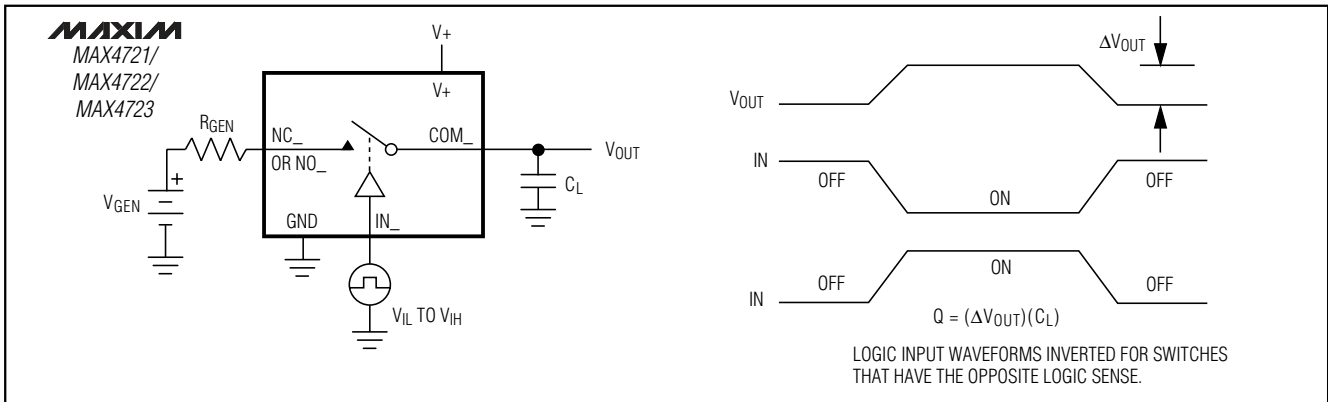 MAXIM
MAX4721/
MAX4722/
MAX4723
V+
V+
RGEN
NC_
OR NO_
COM_
VOUT
CL
VGEN
+
GND
IN_
VIL TO VIH
ΔVOUT
VOUT
IN
OFF
ON
OFF
IN
OFF
ON
OFF
Q = (ΔVOUT)(CL)
LOGIC INPUT WAVEFORMS INVERTED FOR SWITCHES
THAT HAVE THE OPPOSITE LOGIC SENSE.